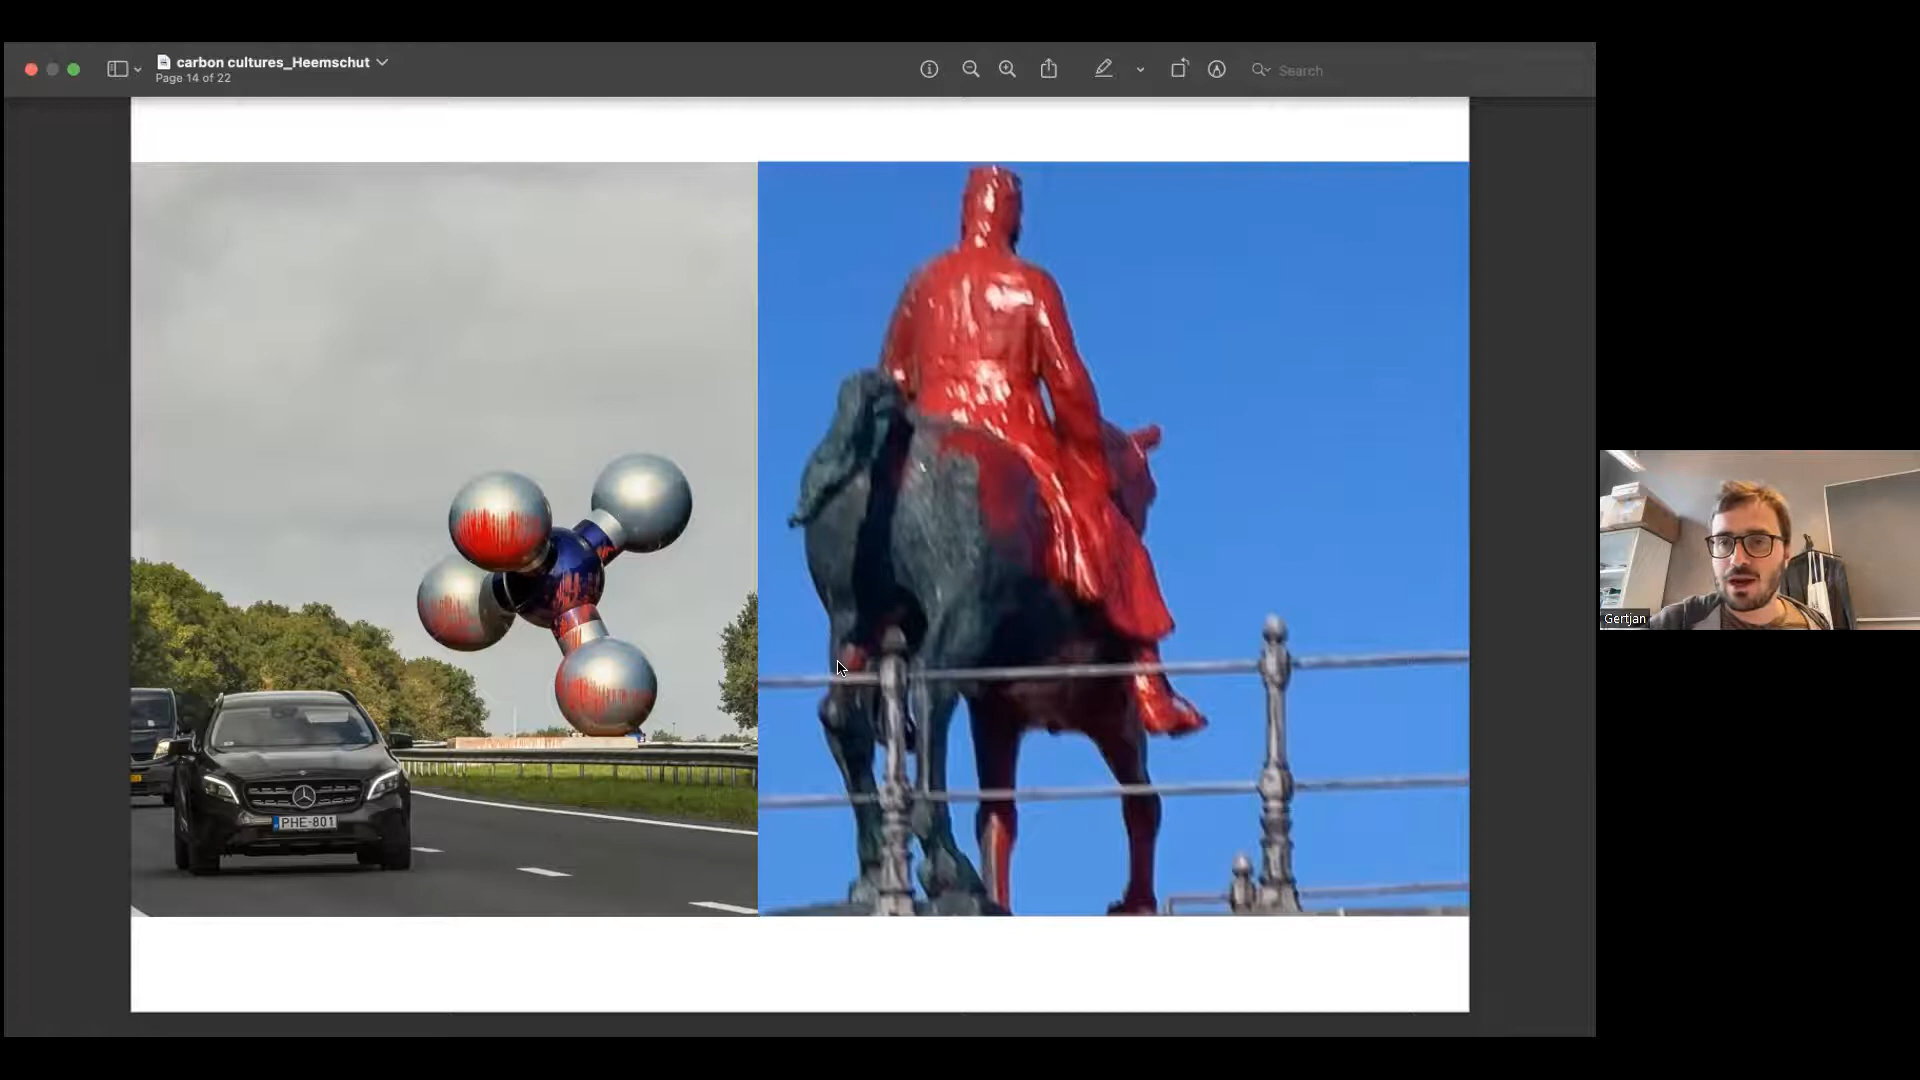 carbon cultures_Heemschut
Page 14 of 22
Search
PHE-801
Gertjan